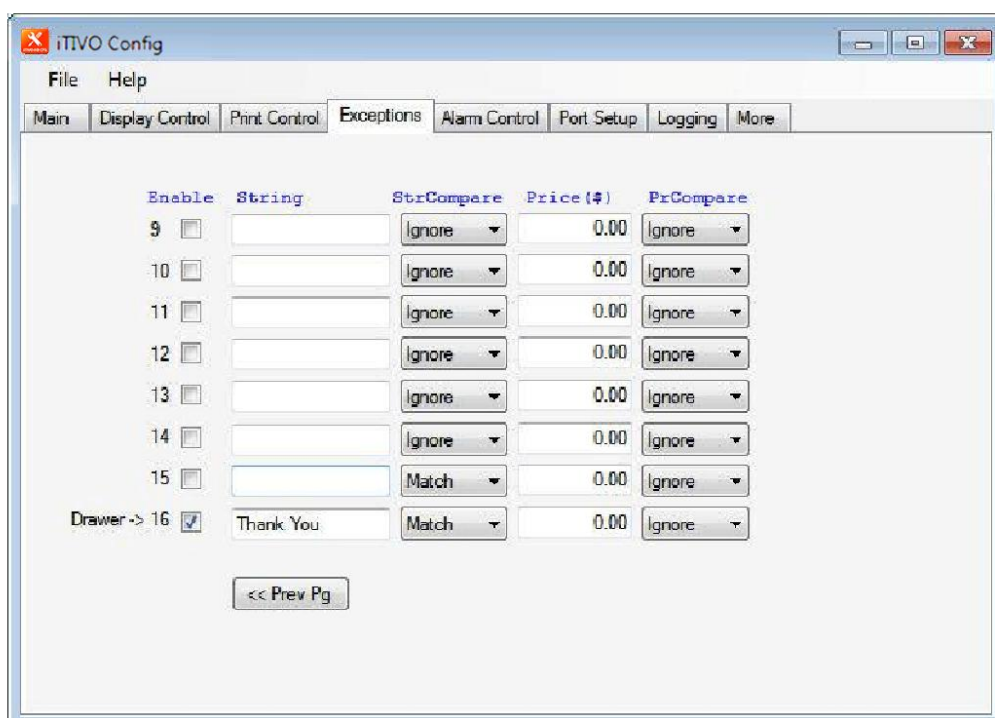 iTIVO Config
File Help
Main Display Control Print Control Exceptions Alarm Control Port Setup Logging More
Enable String StrCompare Price(#) PrCompare
9 Ignore 0.00 Ignore
10 Ignore 0.00 Ignore
11 Ignore 0.00 Ignore
12 Ignore 0.00 Ignore
13 Ignore 0.00 Ignore
14 Ignore 0.00 Ignore
15 Match 0.00 Ignore
Drawer -> 16 Thank You Match 0.00 Ignore
<< Prev Pg